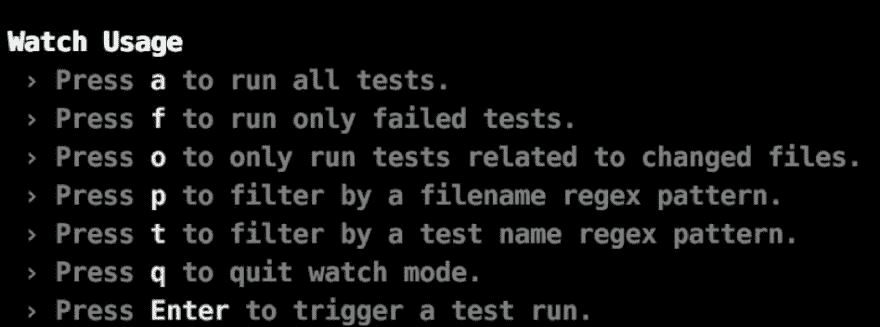 Watch Usage
› Press a to run all tests.
› Press f to run only failed tests.
› Press o to only run tests related to changed files.
› Press p to filter by a filename regex pattern.
› Press t to filter by a test name regex pattern.
› Press q to quit watch mode.
› Press Enter to trigger a test run.